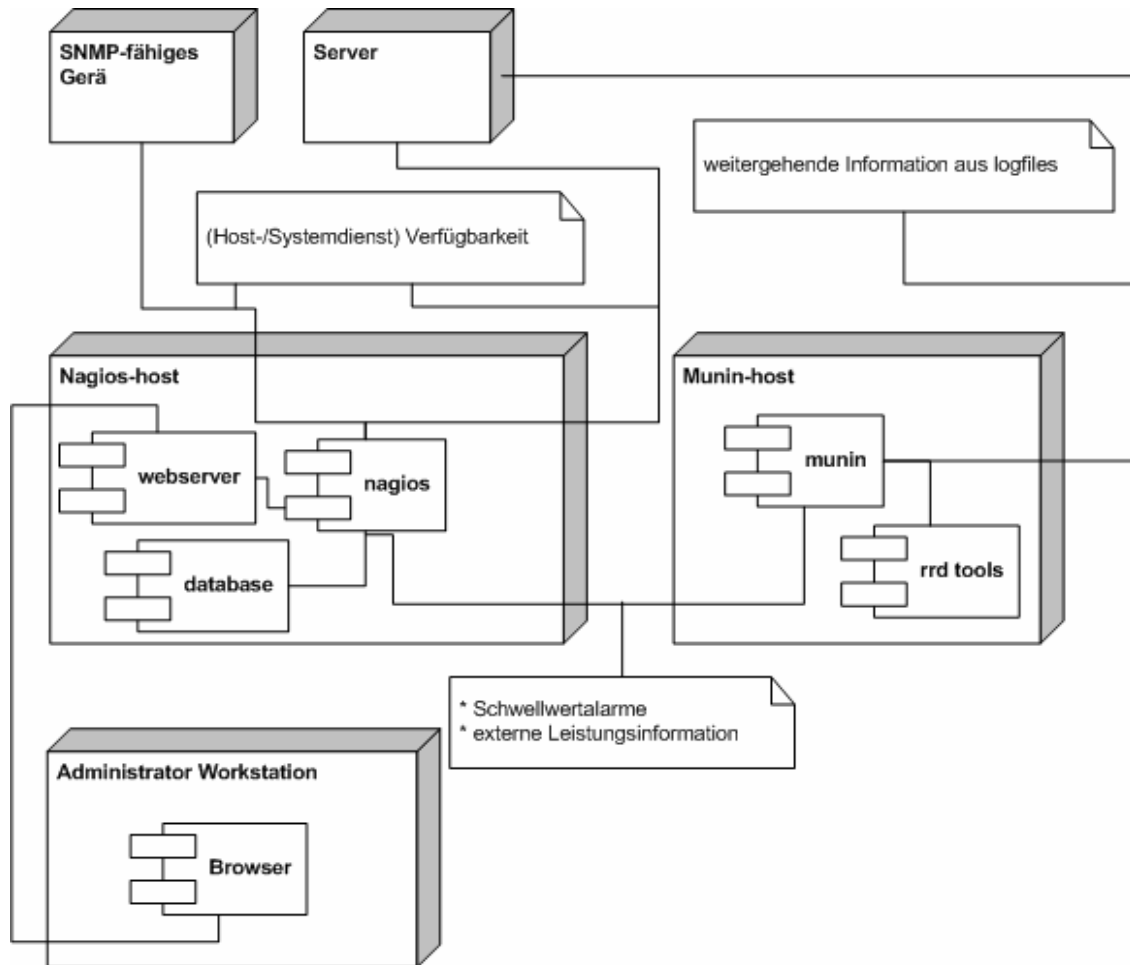 SNMP-fähiges
Gerä
Server
weitergehende Information aus logfiles
(Host-/Systemdienst) Verfügbarkeit
Nagios-host
webserver
nagios
database
Munin-host
munin
rrd tools
* Schwellwertalarme
* externe Leistungsinformation
Administrator Workstation
Browser